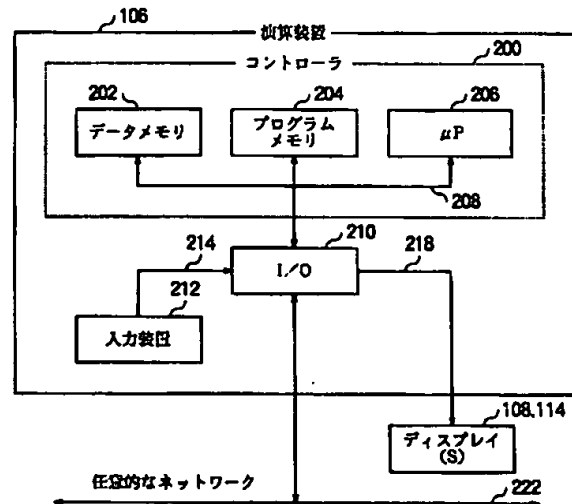 106
演算装置
コントローラ
200
202
204
206
データメモリ
プログラム
メモリ
μP
208
210
214
218
I/O
212
入力装置
108,114
ディスプレイ
(S)
任意的なネットワーク
222